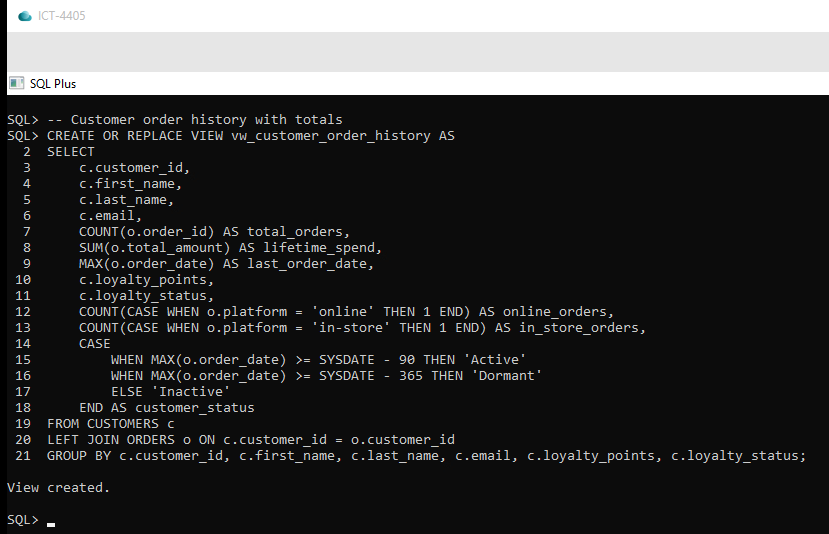 ICT-4405
SQL Plus
SQL> -- Customer order history with totals
SQL> CREATE OR REPLACE VIEW vw_customer_order_history AS
  2  SELECT
  3      c.customer_id,
  4      c.first_name,
  5      c.last_name,
  6      c.email,
  7      COUNT(o.order_id) AS total_orders,
  8      SUM(o.total_amount) AS lifetime_spend,
  9      MAX(o.order_date) AS last_order_date,
 10      c.loyalty_points,
 11      c.loyalty_status,
 12      COUNT(CASE WHEN o.platform = 'online' THEN 1 END) AS online_orders,
 13      COUNT(CASE WHEN o.platform = 'in-store' THEN 1 END) AS in_store_orders,
 14      CASE
 15          WHEN MAX(o.order_date) >= SYSDATE - 90 THEN 'Active'
 16          WHEN MAX(o.order_date) >= SYSDATE - 365 THEN 'Dormant'
 17          ELSE 'Inactive'
 18      END AS customer_status
 19  FROM CUSTOMERS c
 20  LEFT JOIN ORDERS o ON c.customer_id = o.customer_id
 21  GROUP BY c.customer_id, c.first_name, c.last_name, c.email, c.loyalty_points, c.loyalty_status;
View created.
SQL>